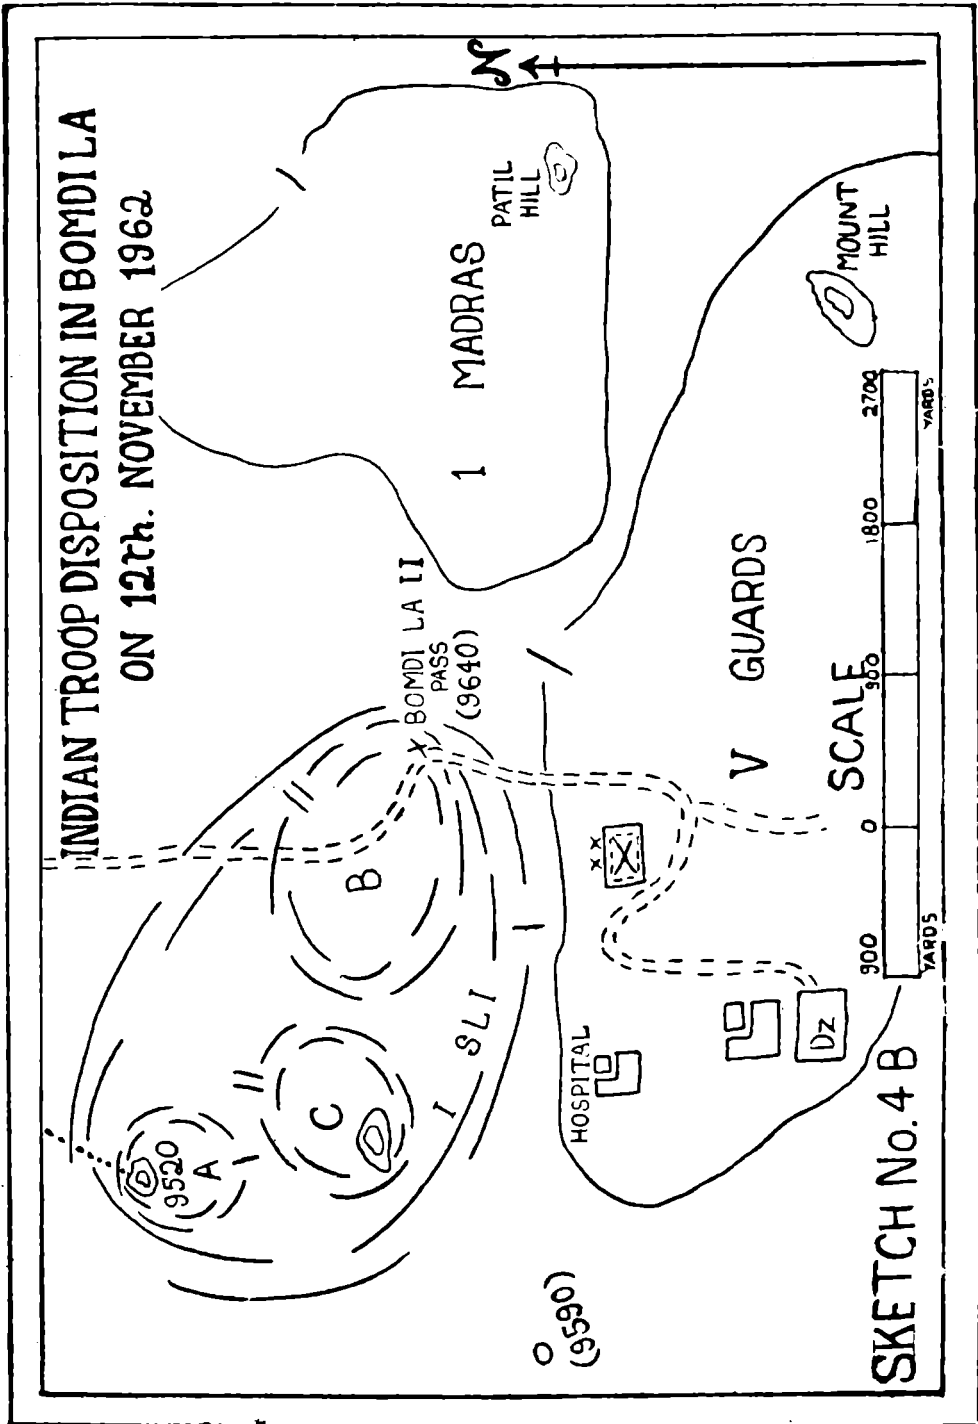 INDIAN TROOP DISPOSITION IN BOMDI LA
ON 12th. NOVEMBER 1962
N
9520
A
B
C
I SLI
BOMDI LA II
PASS
(9640)
1 MADRAS
PATIL
HILL
(9590)
HOSPITAL
xx
V GUARDS
MOUNT
HILL
Dz
SCALE
900 0 900 1800 2700
YARDS YARDS
SKETCH No. 4 B